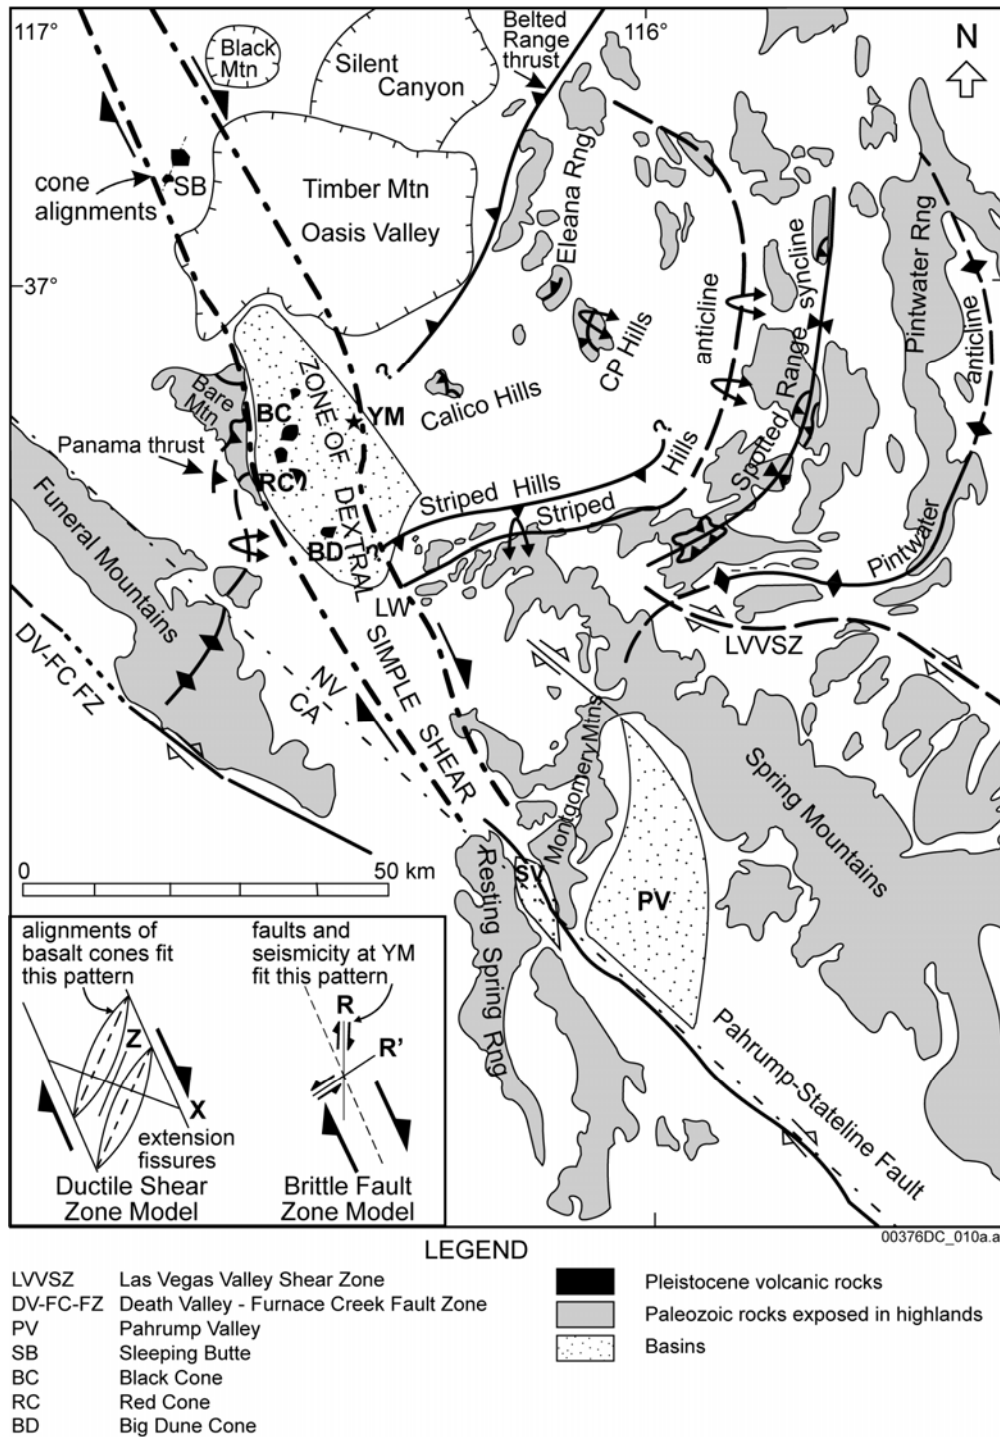 117°
Black
Mtn
Silent
Canyon
Belted
Range
thrust
116°
N
cone
alignments
SB
Timber Mtn
Oasis Valley
Eleana Rng
37°
CP Hills
anticline
Spotted Range syncline
Pintwater Rng
anticline
Bare
Mtn
Panama thrust
BC
YM
RC
BD
ZONE OF DEXTRAL
SIMPLE SHEAR
Calico Hills
?
?
?
Striped Hills
Striped Hills
LW
Pintwater
LVVSZ
Funeral Mountains
DV-FC FZ
NV
CA
Montgomery Mtns
Spring Mountains
SV
PV
Resting Spring Rng
Pahrump-Stateline Fault
0
50 km
alignments of
basalt cones fit
this pattern
Z
X
extension
fissures
Ductile Shear
Zone Model
faults and
seismicity at YM
fit this pattern
R
R'
Brittle Fault
Zone Model
00376DC_010a.a
LEGEND
LVVSZ Las Vegas Valley Shear Zone
DV-FC-FZ Death Valley - Furnace Creek Fault Zone
PV Pahrump Valley
SB Sleeping Butte
BC Black Cone
RC Red Cone
BD Big Dune Cone
Pleistocene volcanic rocks
Paleozoic rocks exposed in highlands
Basins